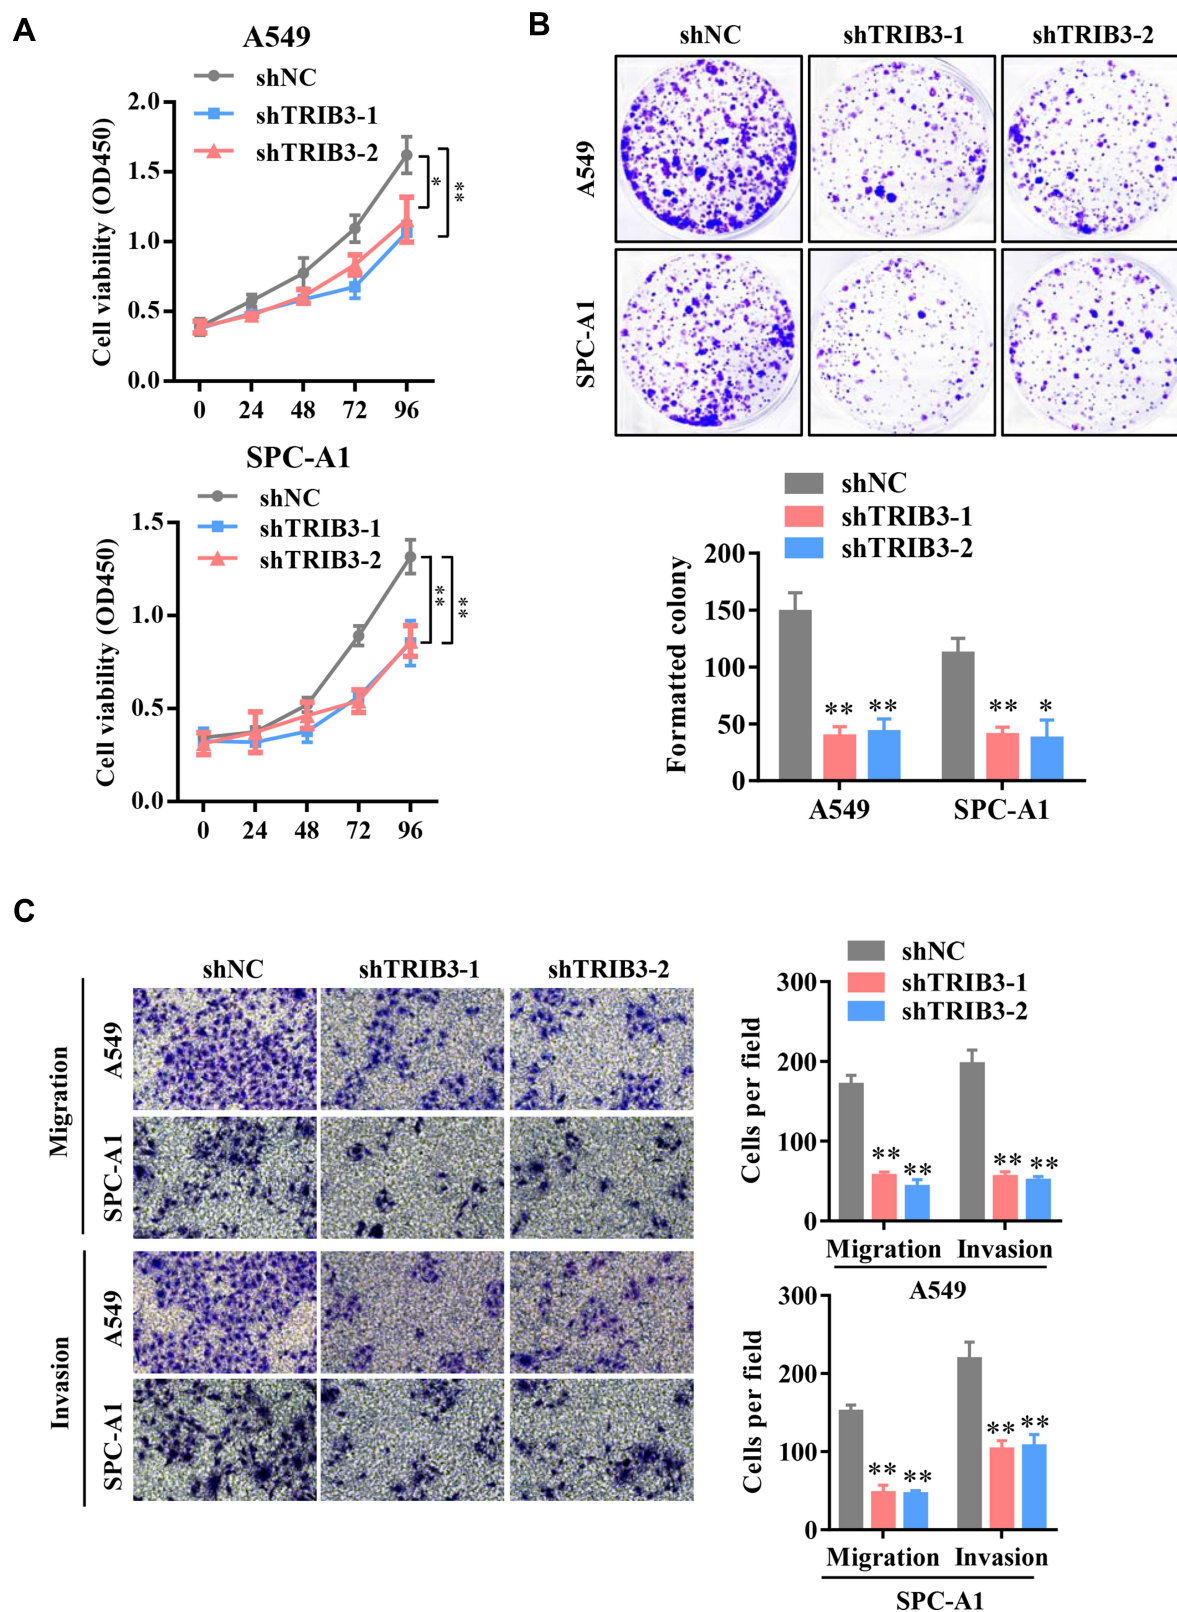 A
A549
shNC
shTRIB3-1
shTRIB3-2
Cell viability (OD450)
2.0
1.5
1.0
0.5
0.0
0 24 48 72 96
*
**
SPC-A1
shNC
shTRIB3-1
shTRIB3-2
Cell viability (OD450)
1.5
1.0
0.5
0.0
0 24 48 72 96
**
**
B
shNC shTRIB3-1 shTRIB3-2
A549
SPC-A1
shNC
shTRIB3-1
shTRIB3-2
Formatted colony
200
150
100
50
0
** ** ** *
A549 SPC-A1
C
shNC shTRIB3-1 shTRIB3-2
Migration
A549
SPC-A1
Invasion
A549
SPC-A1
shNC
shTRIB3-1
shTRIB3-2
Cells per field
300
200
100
0
** ** ** **
Migration Invasion
A549
Cells per field
300
200
100
0
** ** ** **
Migration Invasion
SPC-A1